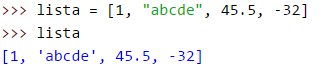 >>> lista = [1, "abcde", 45.5, -32]
>>> lista
[1, 'abcde', 45.5, -32]